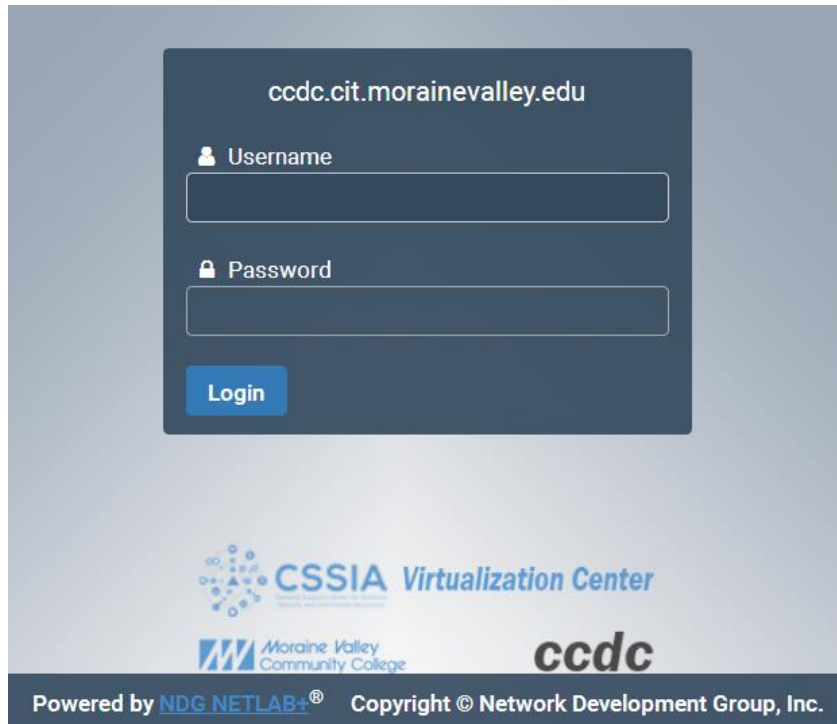 ccdc.cit.morainevalley.edu
Username
Password
Login
CSSIA Virtualization Center
Moraine Valley
Community College
ccdc
Powered by NDG NETLAB+® Copyright © Network Development Group, Inc.